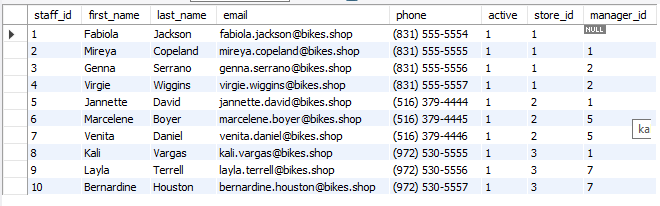 staff_id first_name last_name email phone active store_id manager_id
1 Fabiola Jackson fabiola.jackson@bikes.shop (831) 555-5554 1 1 NULL
2 Mireya Copeland mireya.copeland@bikes.shop (831) 555-5555 1 1 1
3 Genna Serrano genna.serrano@bikes.shop (831) 555-5556 1 1 2
4 Virgie Wiggins virgie.wiggins@bikes.shop (831) 555-5557 1 1 2
5 Jannette David jannette.david@bikes.shop (516) 379-4444 1 2 1
6 Marcelene Boyer marcelene.boyer@bikes.shop (516) 379-4445 1 2 5
7 Venita Daniel venita.daniel@bikes.shop (516) 379-4446 1 2 5
ka
8 Kali Vargas kali.vargas@bikes.shop (972) 530-5555 1 3 1
9 Layla Terrell layla.terrell@bikes.shop (972) 530-5556 1 3 7
10 Bernardine Houston bernardine.houston@bikes.shop (972) 530-5557 1 3 7